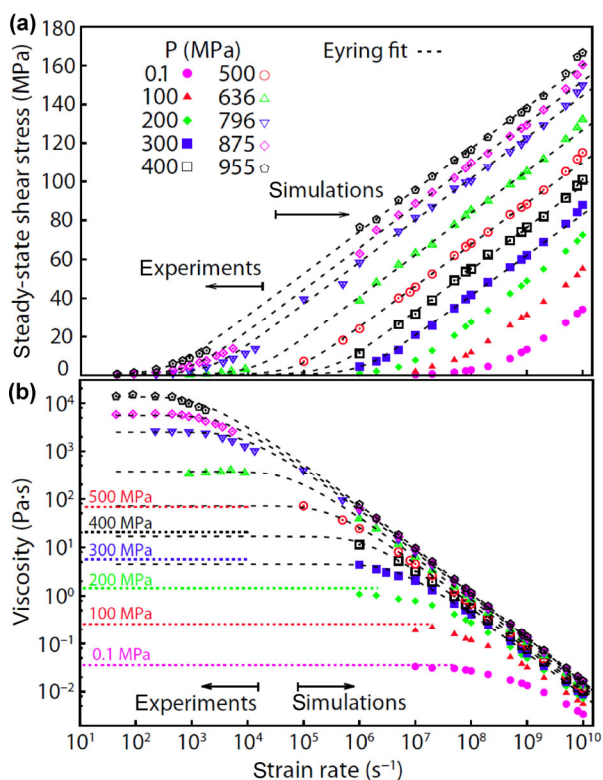 (a)
Steady-state shear stress (MPa)
180
160
140
120
100
80
60
40
20
0
P (MPa)
Eyring fit
0.1 500
100 636
200 796
300 875
400 955
Simulations
Experiments
(b)
Viscosity (Pa·s)
10⁴
10³
10²
10¹
10⁰
10⁻¹
10⁻²
500 MPa
400 MPa
300 MPa
200 MPa
100 MPa
0.1 MPa
Experiments Simulations
10¹ 10² 10³ 10⁴ 10⁵ 10⁶ 10⁷ 10⁸ 10⁹ 10¹⁰
Strain rate (s⁻¹)